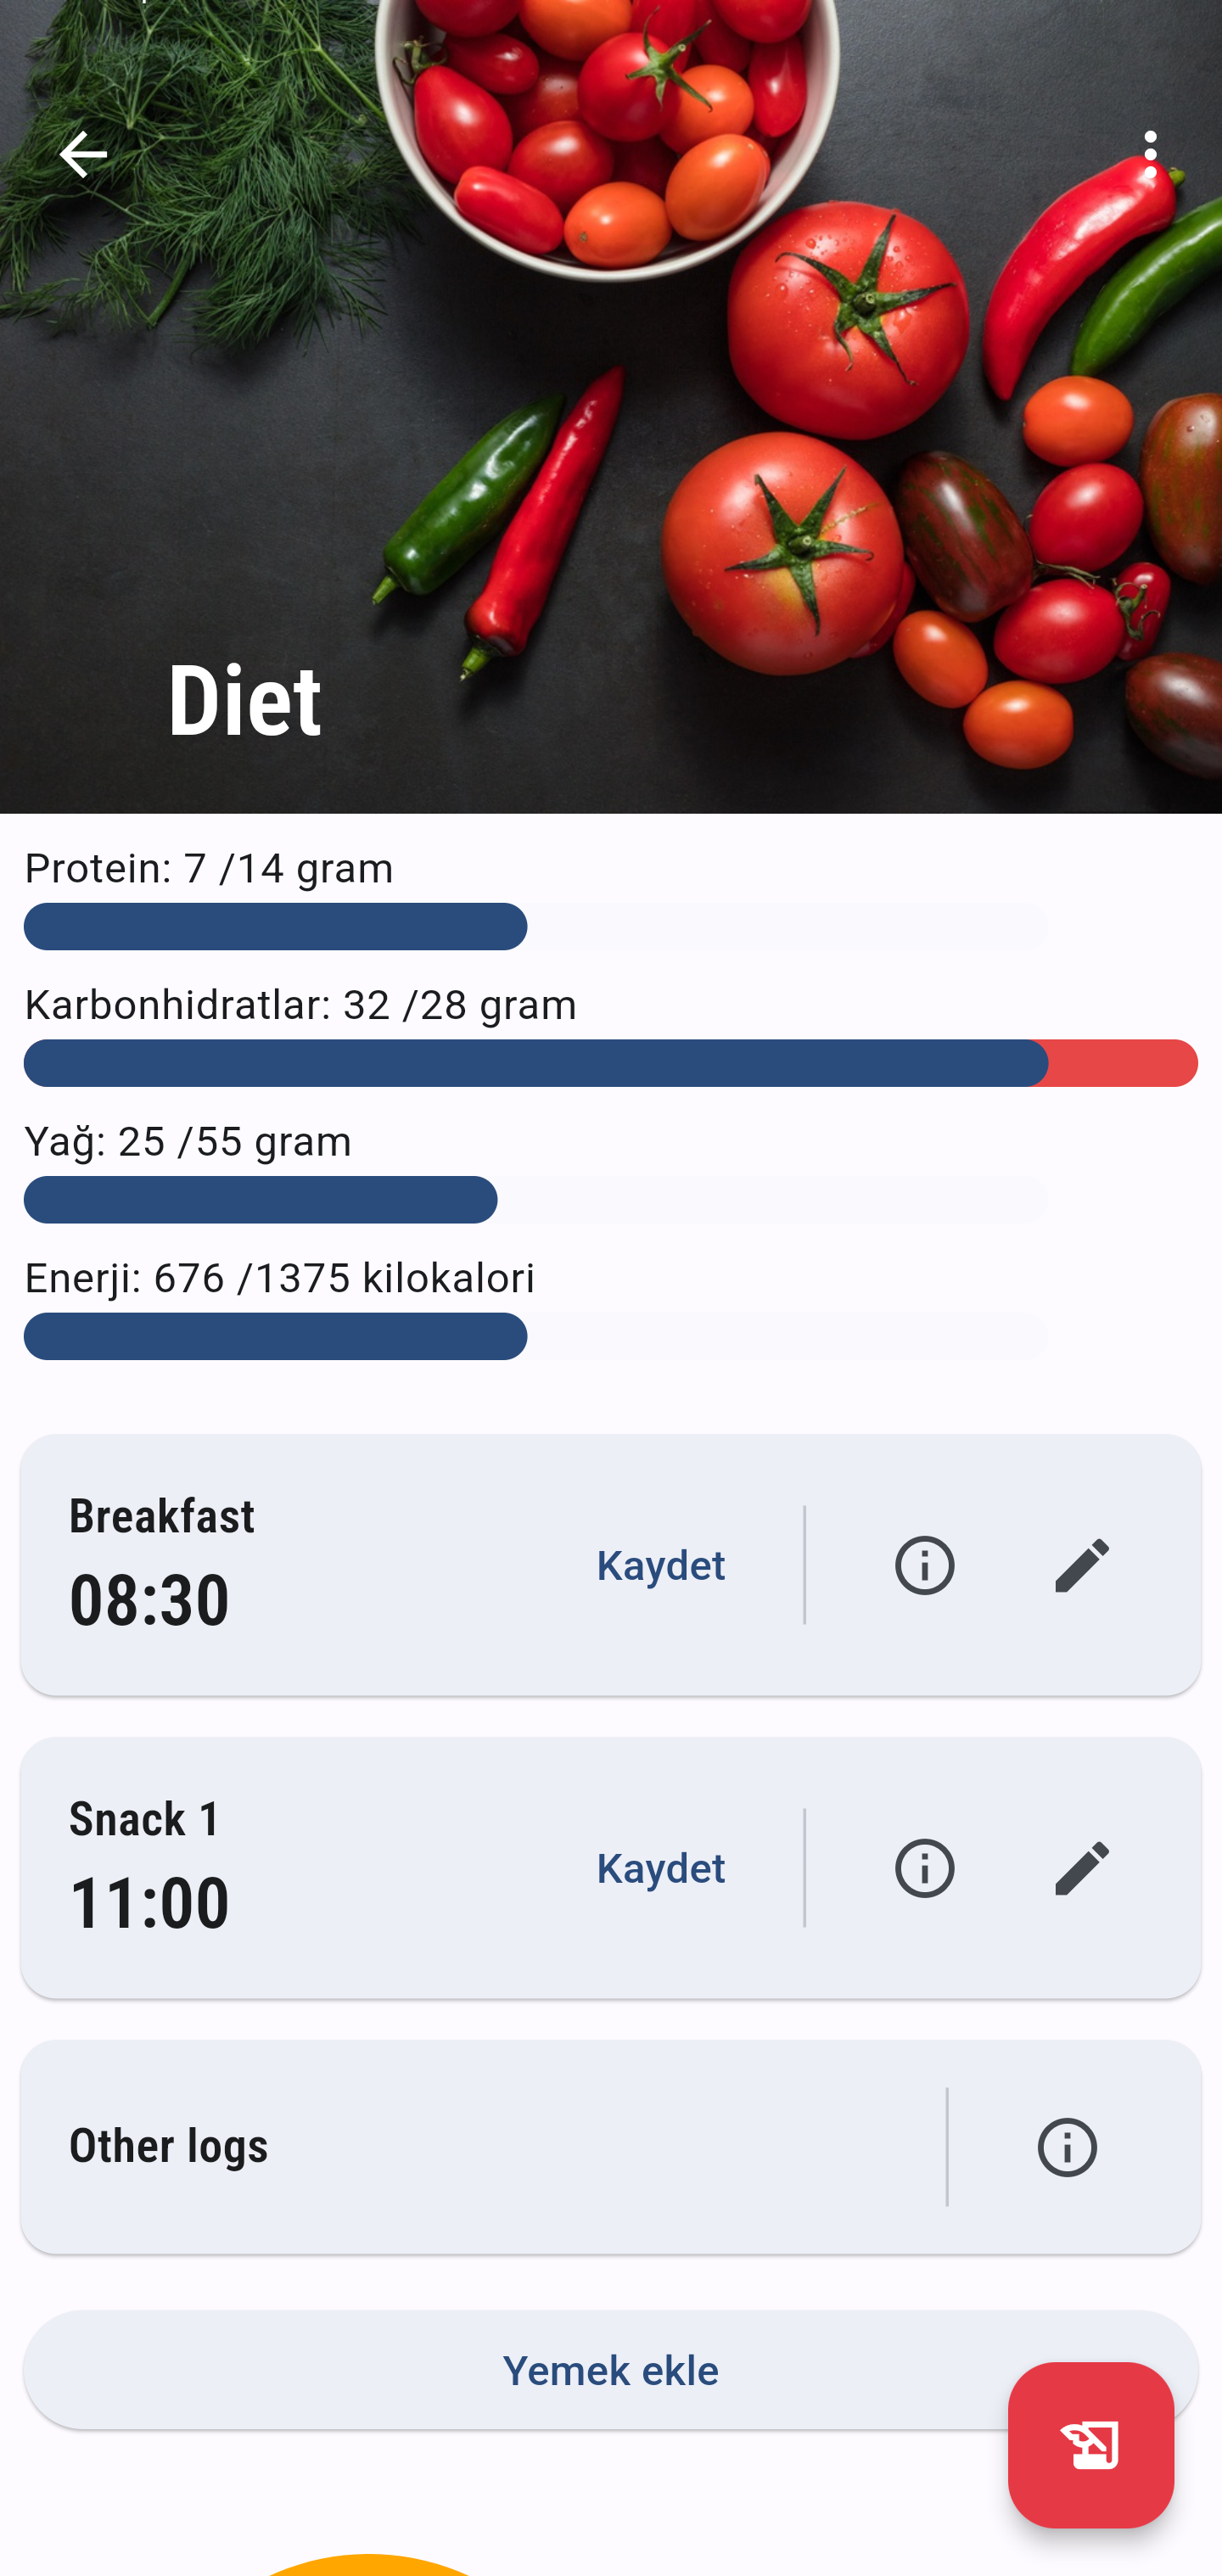 Diet
Protein: 7 /14 gram
Karbonhidratlar: 32 /28 gram
Yağ: 25 /55 gram
Enerji: 676 /1375 kilokalori
Breakfast
08:30
Kaydet
Snack 1
11:00
Kaydet
Other logs
Yemek ekle